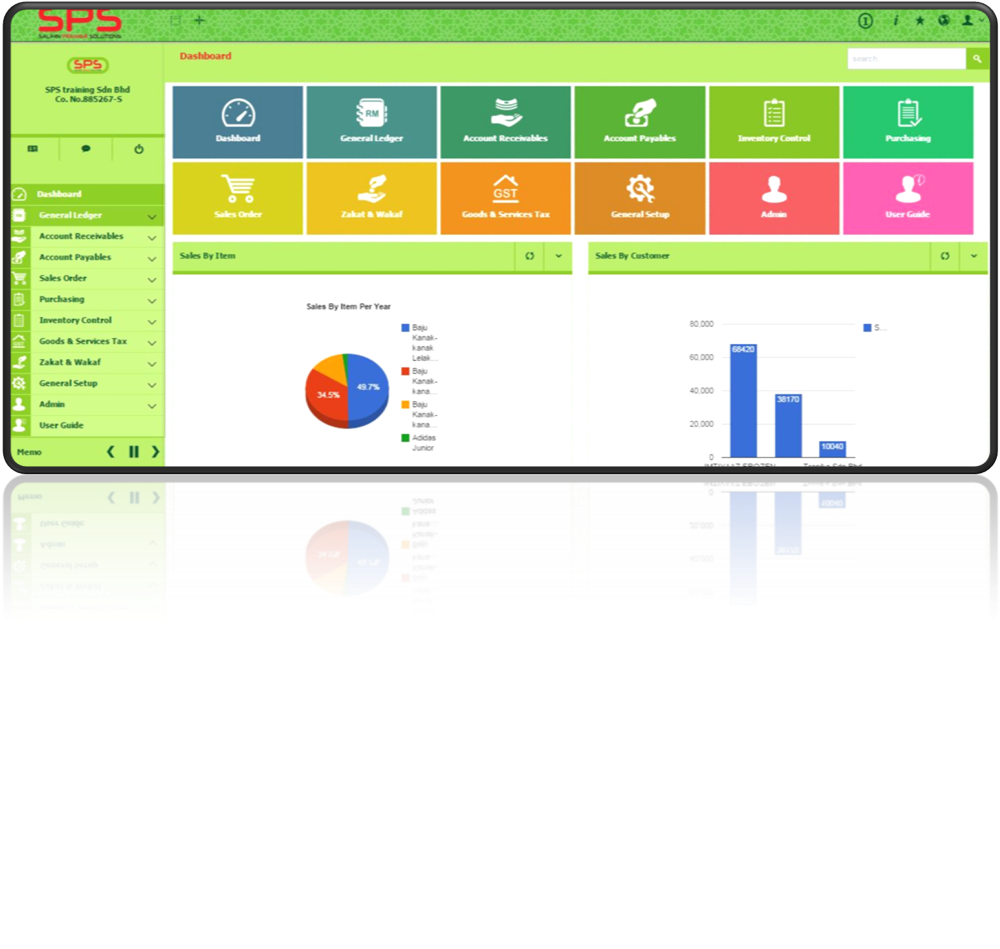 SPS
SALIHIN PREMIER SOLUTIONS
1
i
SPS
SPS training Sdn Bhd
Co. No.885267-S
Dashboard
General Ledger
Account Receivables
Account Payables
Sales Order
Purchasing
Inventory Control
Goods & Services Tax
Zakat & Wakaf
General Setup
Admin
User Guide
Memo
Dashboard
search..
Dashboard
RM
General Ledger
Account Receivables
Account Payables
Inventory Control
Purchasing
Sales Order
Zakat & Wakaf
GST
Goods & Services Tax
General Setup
Admin
User Guide
Sales By Item
Sales By Item Per Year
49.7%
34.5%
Baju
Kanak-
kanak
Lelak...
Baju
Kanak-
kana...
Baju
Kanak-
kana...
Adidas
Junior
Sales By Customer
80,000
60,000
40,000
20,000
0
68420
38170
10040
S...
IMTIYAAZ FROZEN
Sdn Bhd